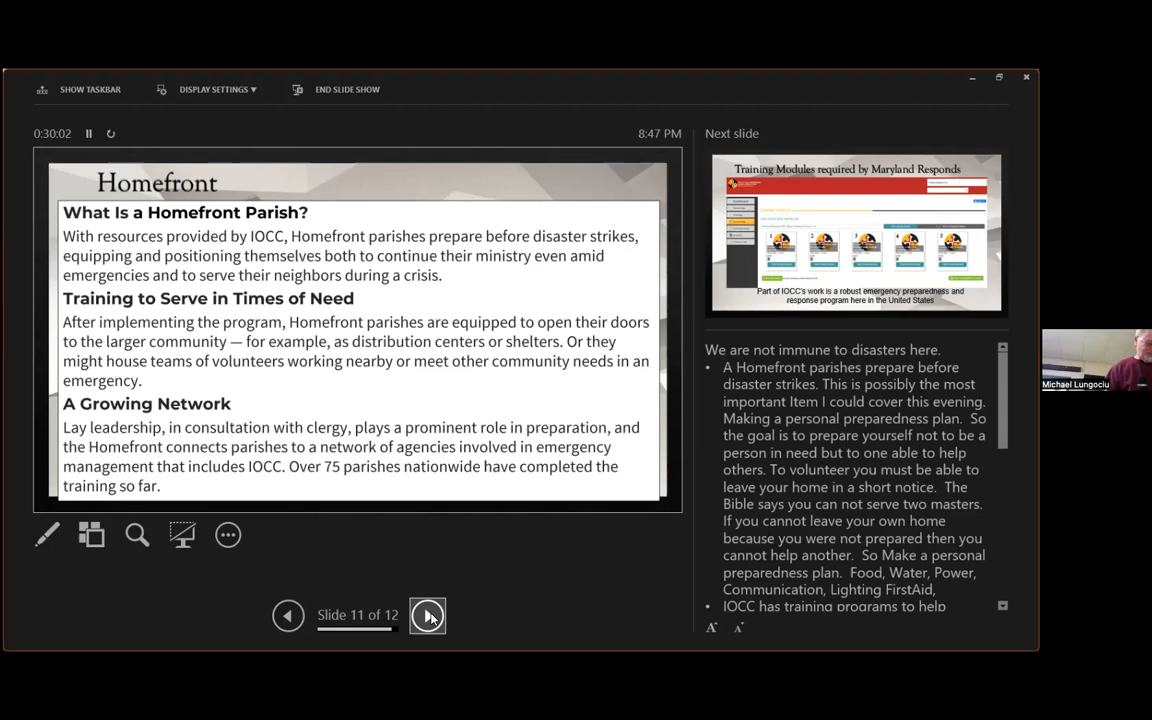 SHOW TASKBAR
DISPLAY SETTINGS ▼
END SLIDE SHOW
0:30:02
8:47 PM
Homefront
What Is a Homefront Parish?
With resources provided by IOCC, Homefront parishes prepare before disaster strikes,
equipping and positioning themselves both to continue their ministry even amid
emergencies and to serve their neighbors during a crisis.
Training to Serve in Times of Need
After implementing the program, Homefront parishes are equipped to open their doors
to the larger community — for example, as distribution centers or shelters. Or they
might house teams of volunteers working nearby or meet other community needs in an
emergency.
A Growing Network
Lay leadership, in consultation with clergy, plays a prominent role in preparation, and
the Homefront connects parishes to a network of agencies involved in emergency
management that includes IOCC. Over 75 parishes nationwide have completed the
training so far.
Slide 11 of 12
Next slide
Training Modules required by Maryland Responds
1 2 3 4 5
Part of IOCC's work is a robust emergency preparedness and
response program here in the United States
We are not immune to disasters here.
• A Homefront parishes prepare before
disaster strikes. This is possibly the most
important Item I could cover this evening.
Making a personal preparedness plan. So
the goal is to prepare yourself not to be a
person in need but to one able to help
others. To volunteer you must be able to
leave your home in a short notice. The
Bible says you can not serve two masters.
If you cannot leave your own home
because you were not prepared then you
cannot help another. So Make a personal
preparedness plan. Food, Water, Power,
Communication, Lighting FirstAid,
• IOCC has training programs to help
A A
Michael Lungociu